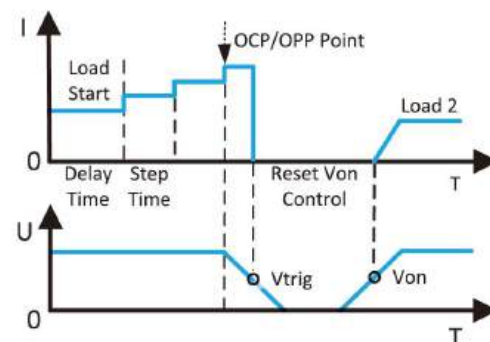 I
OCP/OPP Point
Load
Start
Load 2
0
Delay
Time
Step
Time
Reset Von
Control
T
U
Vtrig
Von
0
T